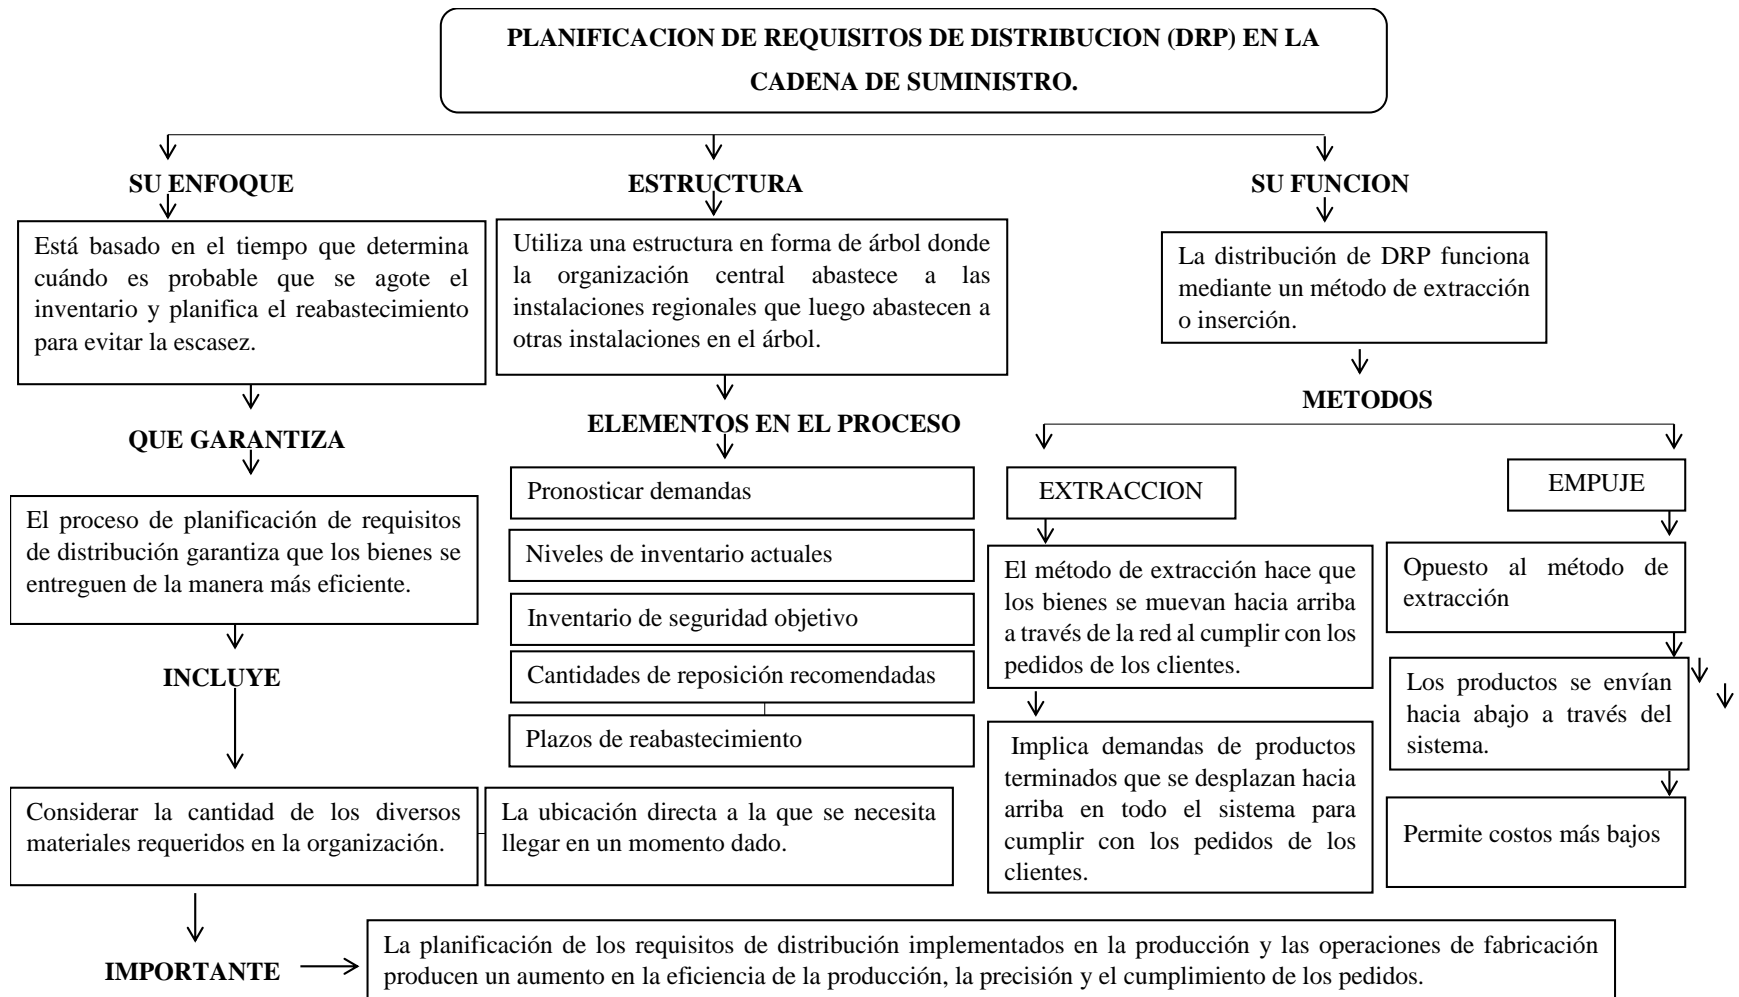 PLANIFICACION DE REQUISITOS DE DISTRIBUCION (DRP) EN LA
CADENA DE SUMINISTRO.
SU ENFOQUE
Está basado en el tiempo que determina
cuándo es probable que se agote el
inventario y planifica el reabastecimiento
para evitar la escasez.
QUE GARANTIZA
El proceso de planificación de requisitos
de distribución garantiza que los bienes se
entreguen de la manera más eficiente.
INCLUYE
Considerar la cantidad de los diversos
materiales requeridos en la organización.
La ubicación directa a la que se necesita
llegar en un momento dado.
ESTRUCTURA
Utiliza una estructura en forma de árbol donde
la organización central abastece a las
instalaciones regionales que luego abastecen a
otras instalaciones en el árbol.
ELEMENTOS EN EL PROCESO
Pronosticar demandas
Niveles de inventario actuales
Inventario de seguridad objetivo
Cantidades de reposición recomendadas
Plazos de reabastecimiento
SU FUNCION
La distribución de DRP funciona
mediante un método de extracción
o inserción.
METODOS
EXTRACCION
El método de extracción hace que
los bienes se muevan hacia arriba
a través de la red al cumplir con los
pedidos de los clientes.
Implica demandas de productos
terminados que se desplazan hacia
arriba en todo el sistema para
cumplir con los pedidos de los
clientes.
EMPUJE
Opuesto al método de
extracción
Los productos se envían
hacia abajo a través del
sistema.
Permite costos más bajos
IMPORTANTE
La planificación de los requisitos de distribución implementados en la producción y las operaciones de fabricación
producen un aumento en la eficiencia de la producción, la precisión y el cumplimiento de los pedidos.